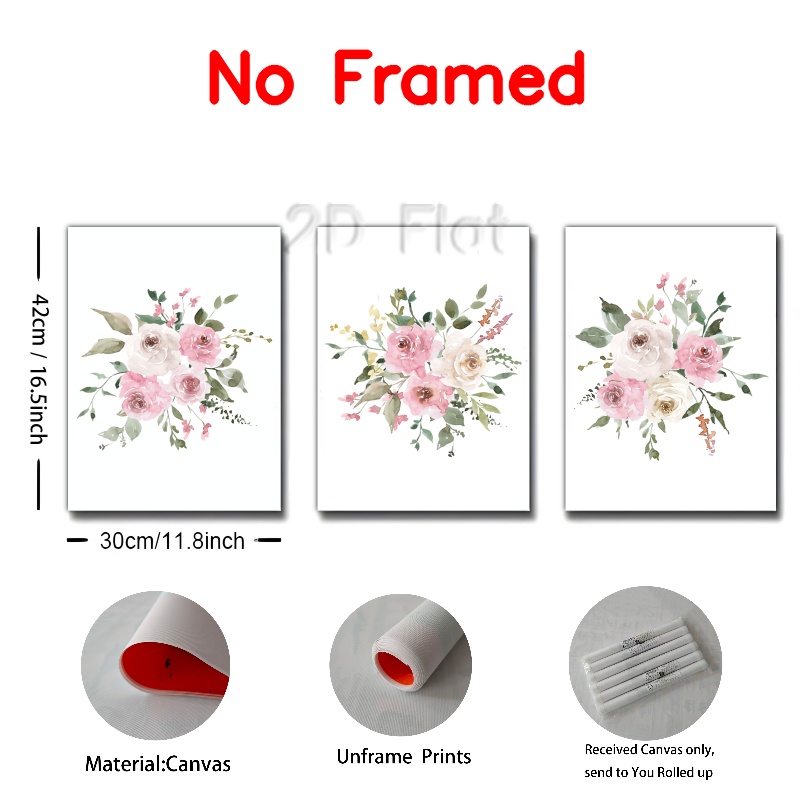 No Framed
2D Flat
42cm / 16.5inch
30cm/11.8inch
Material:Canvas
Unframe Prints
Received Canvas only,
send to You Rolled up